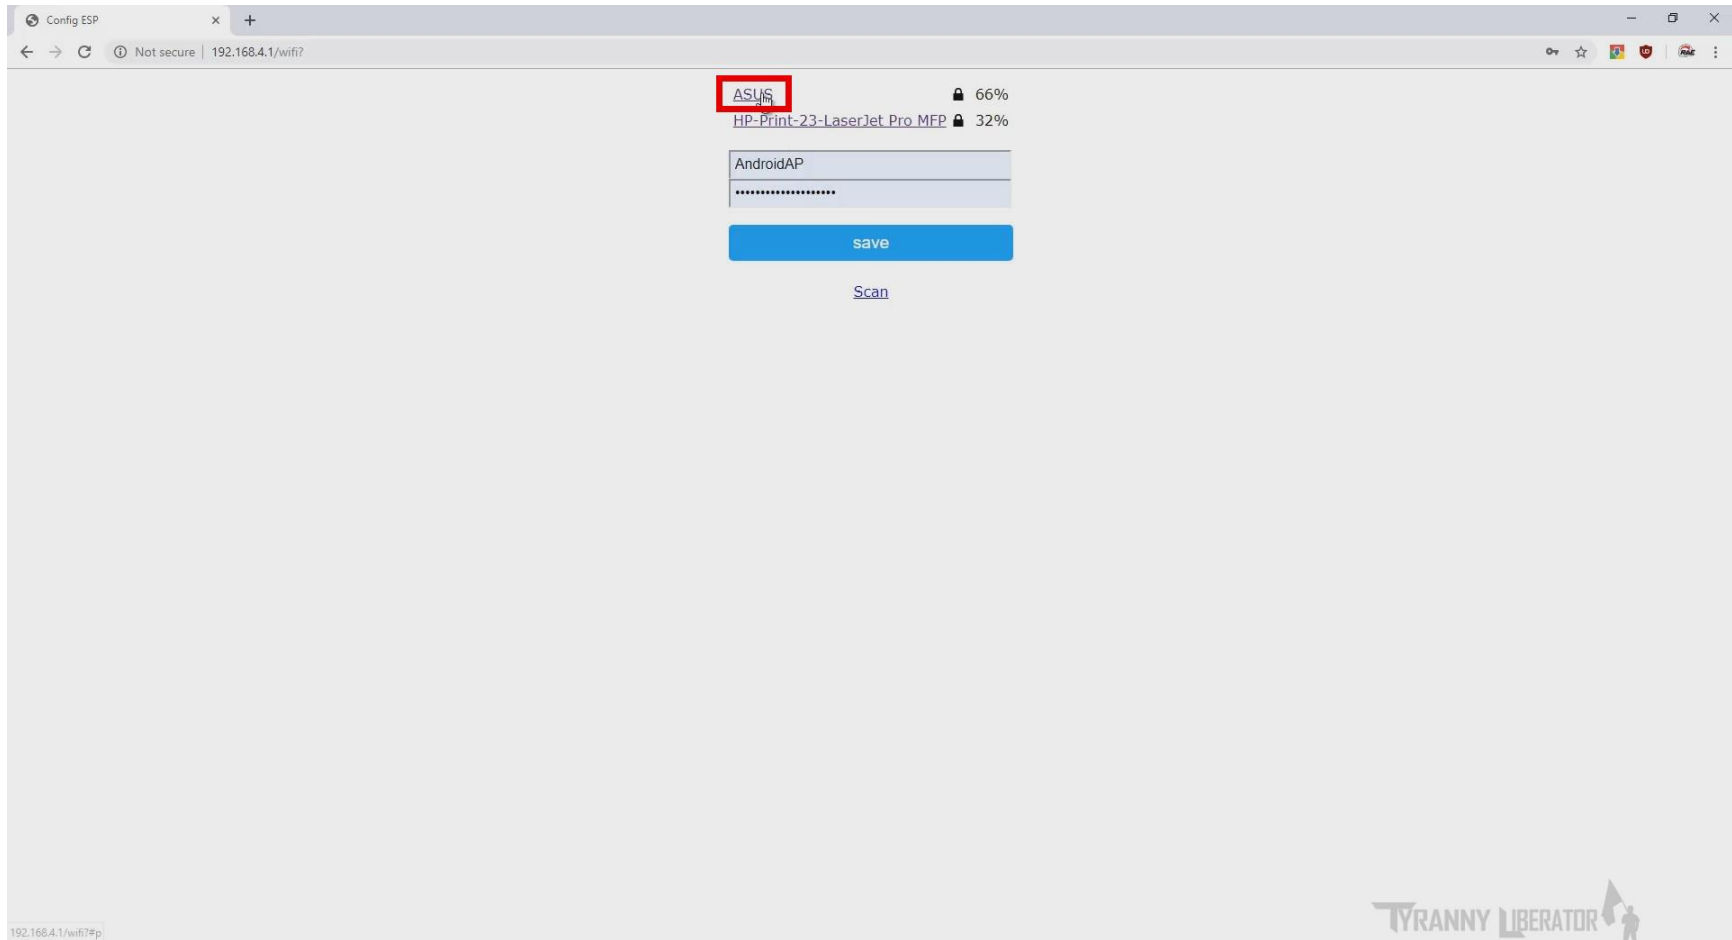 Config ESP
Not secure | 192.168.4.1/wifi?
ASUS 66%
HP-Print-23-LaserJet Pro MFP 32%
AndroidAP
save
Scan
TYRANNY LIBERATOR
192.168.4.1/wifi?#p